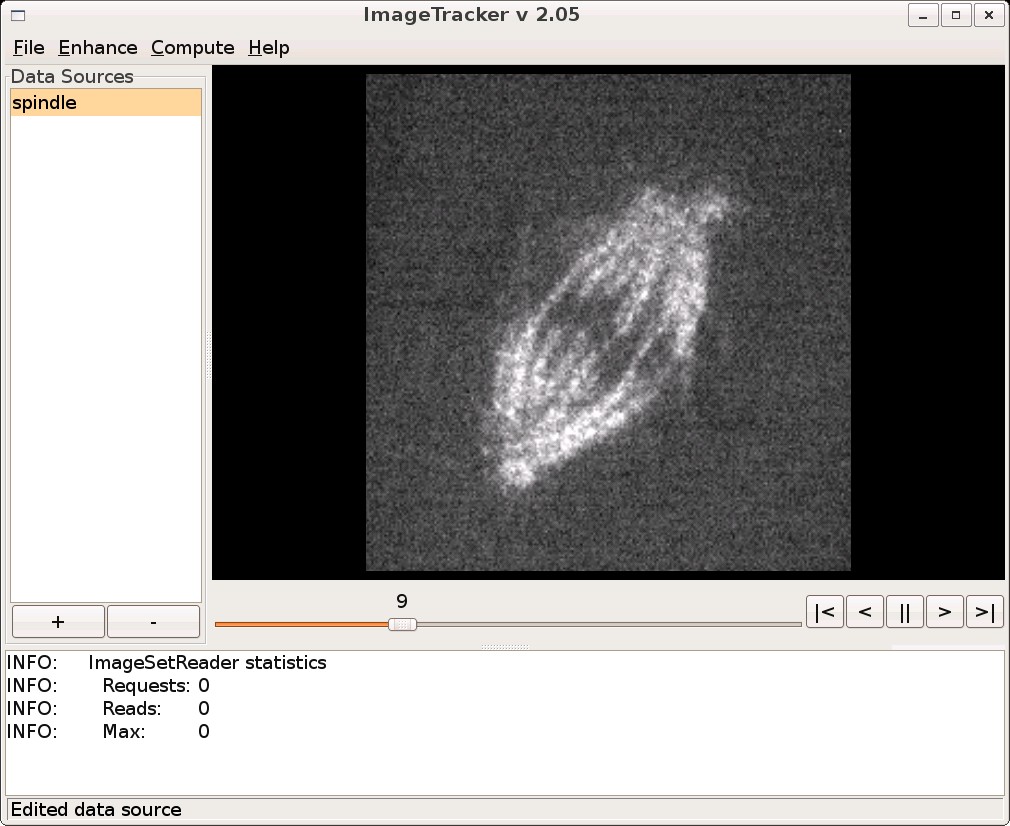 ImageTracker v 2.05
File Enhance Compute Help
Data Sources
spindle
+ -
9
|< < || > >|
INFO: ImageSetReader statistics
INFO: Requests: 0
INFO: Reads: 0
INFO: Max: 0
Edited data source